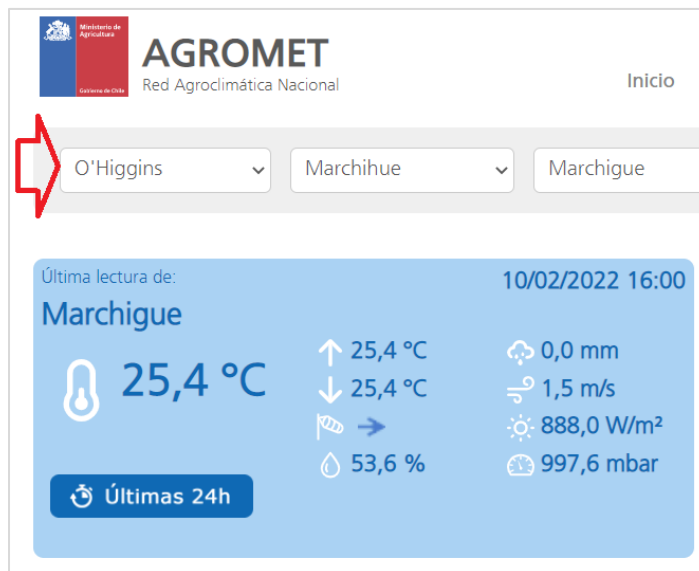 Ministerio de
Agricultura
Gobierno de Chile
AGROMET
Red Agroclimática Nacional
Inicio
O'Higgins
Marchihue
Marchigue
Última lectura de:
10/02/2022 16:00
Marchigue
25,4 °C
25,4 °C
25,4 °C
53,6 %
0,0 mm
1,5 m/s
888,0 W/m²
997,6 mbar
Últimas 24h